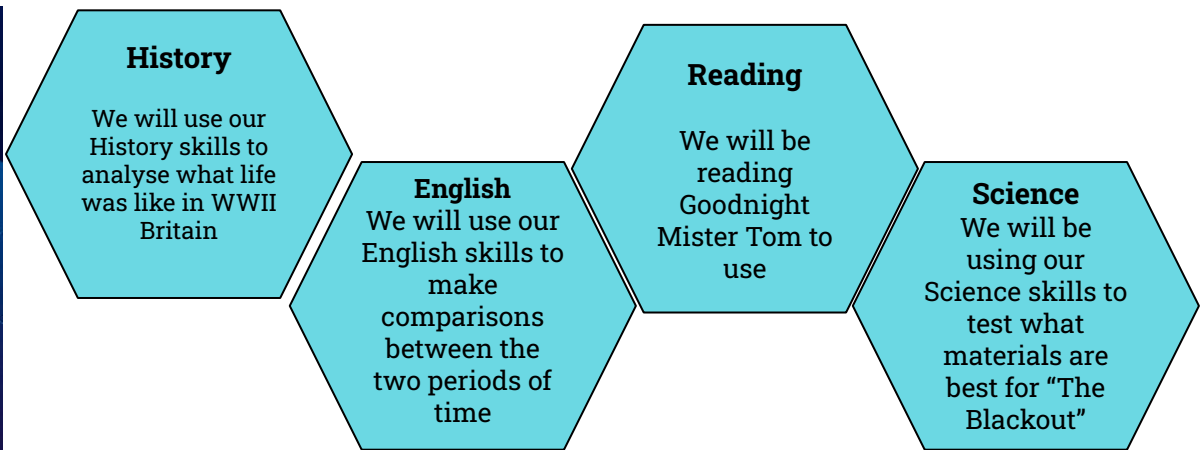 History
We will use our
History skills to
analyse what life
was like in WWII
Britain
English
We will use our
English skills to
make
comparisons
between the
two periods of
time
Reading
We will be
reading
Goodnight
Mister Tom to
use
Science
We will be
using our
Science skills to
test what
materials are
best for “The
Blackout”